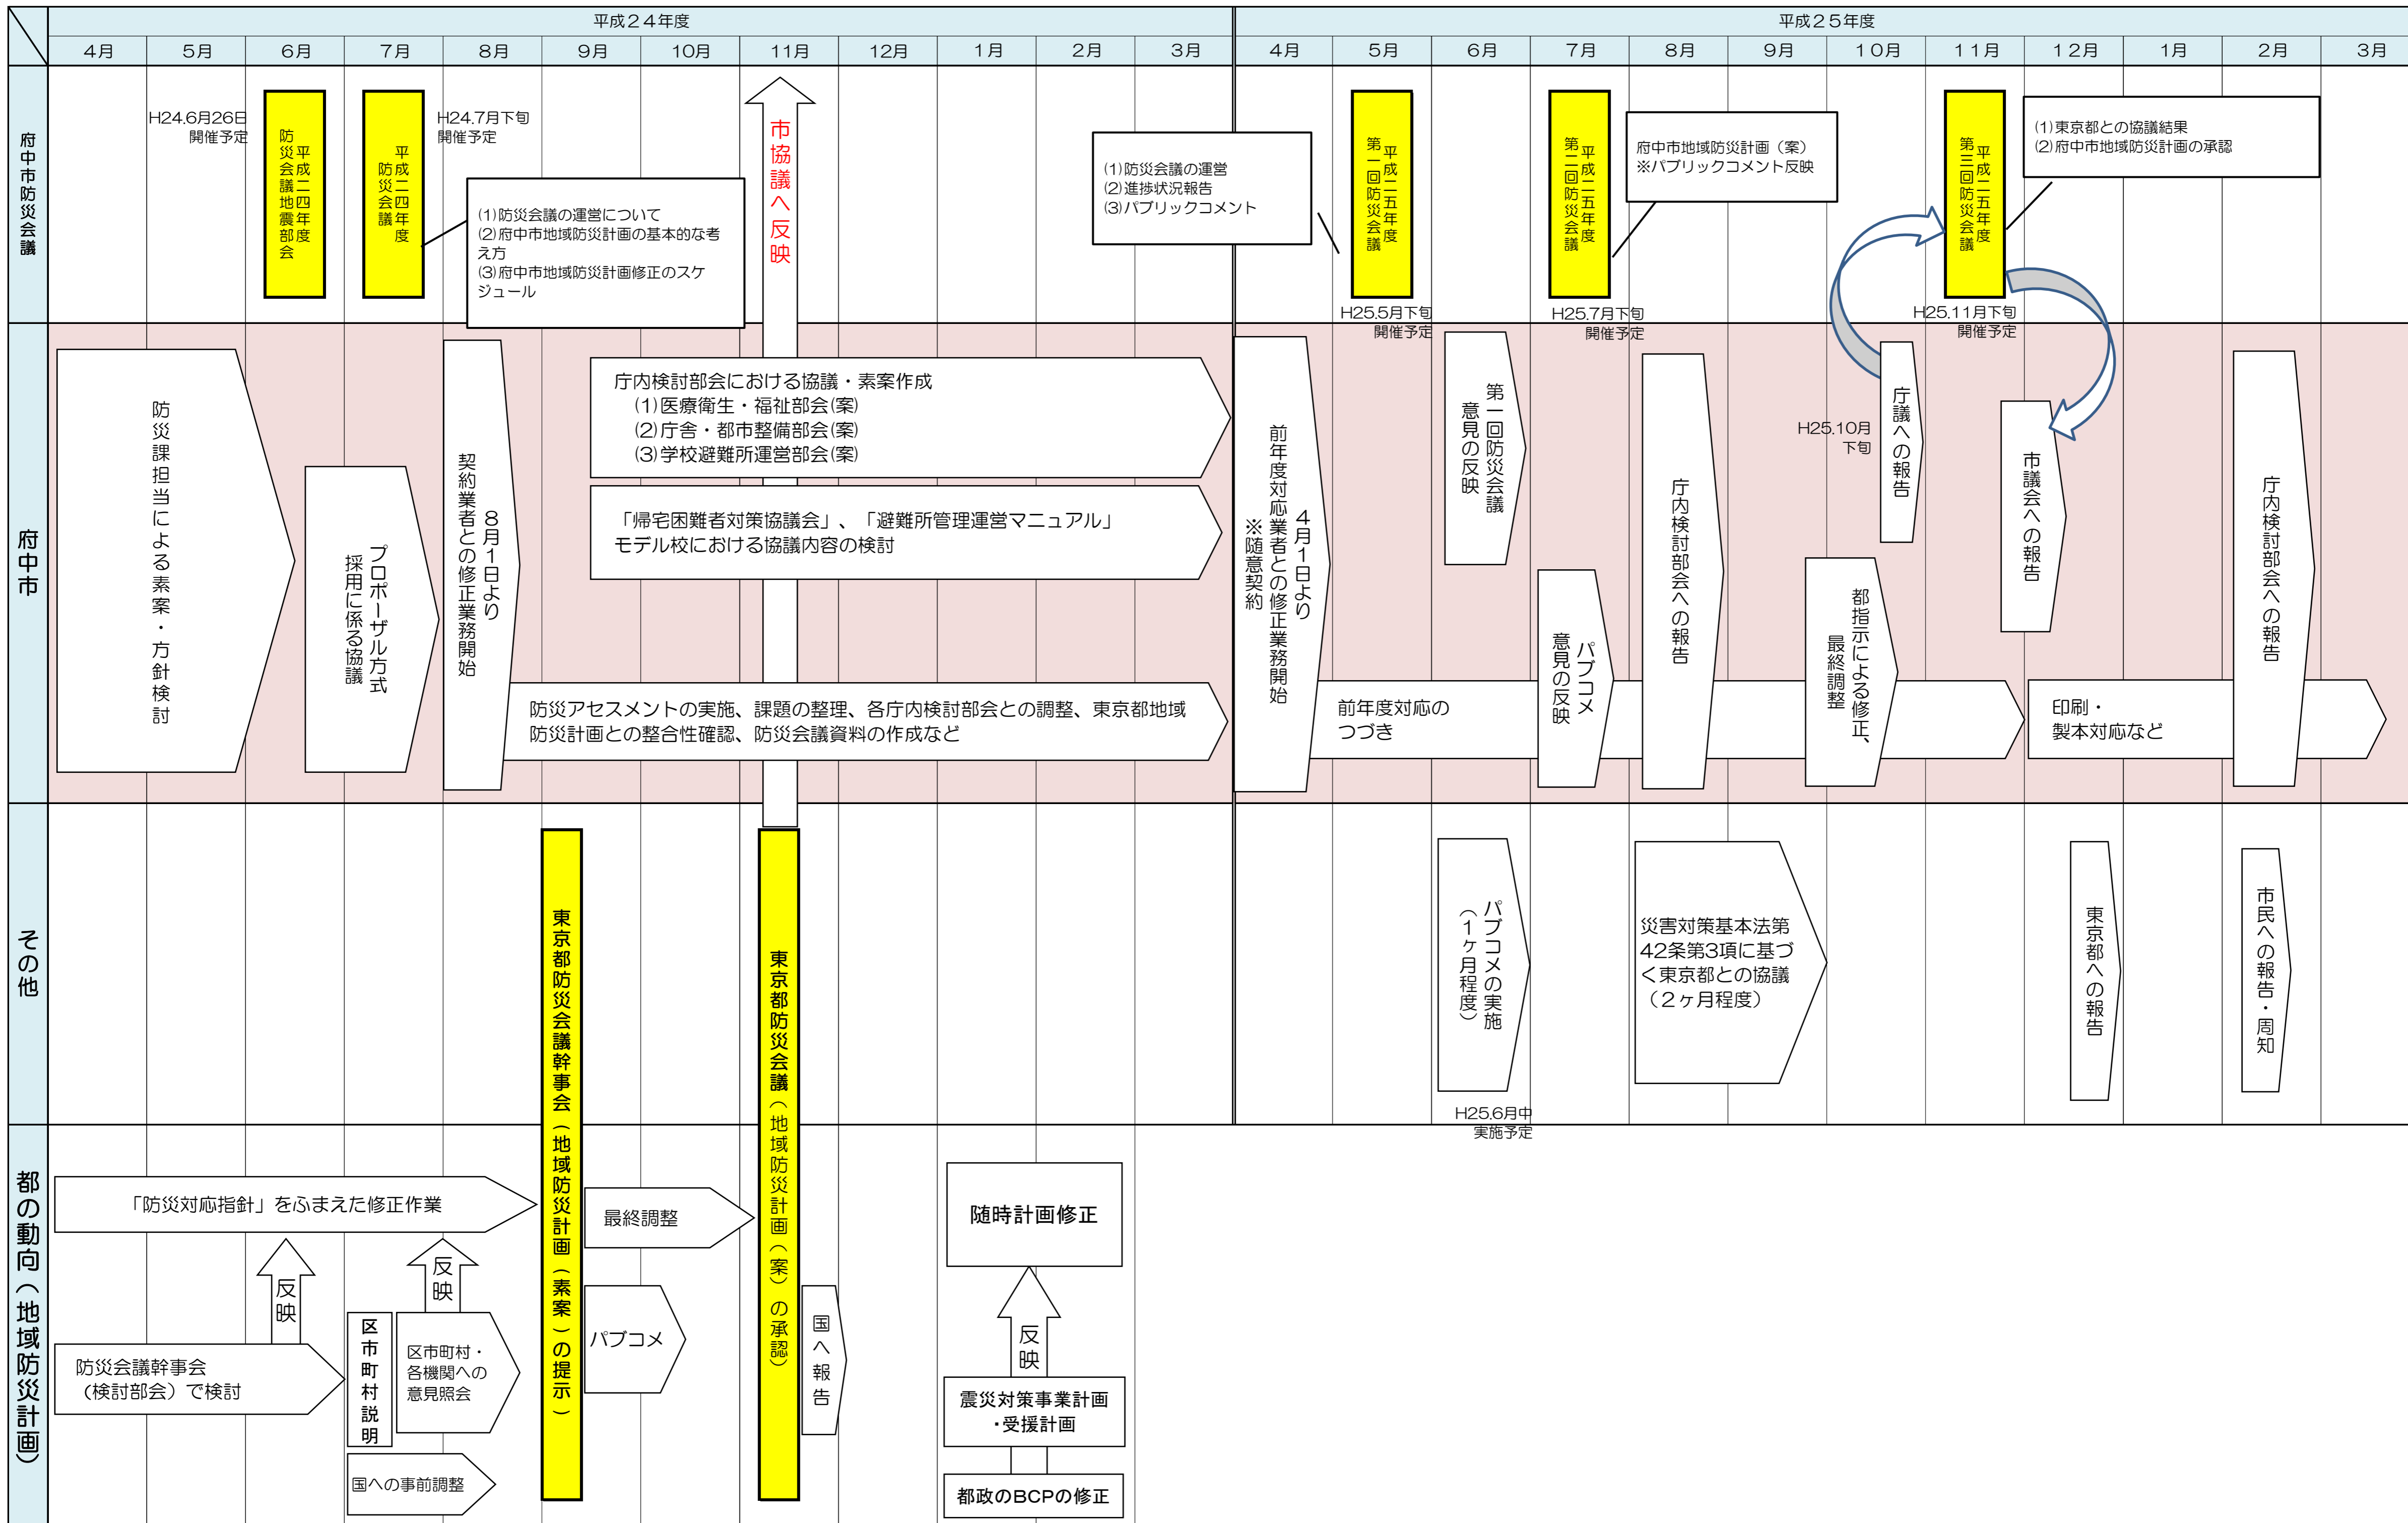 平成２４年度
平成２５年度
4月
5月
6月
7月
8月
9月
10月
11月
12月
1月
2月
3月
4月
5月
6月
7月
8月
9月
１０月
１１月
１２月
1月
2月
3月
府中市防災会議
H24.6月26日
開催予定
平成二四年度
防災会議地震部会
平成二四年度
防災会議
H24.7月下旬
開催予定
(1)防災会議の運営について
(2)府中市地域防災計画の基本的な考
え方
(3)府中市地域防災計画修正のスケ
ジュール
市協議へ反映
(1)防災会議の運営
(2)進捗状況報告
(3)パブリックコメント
平成二五年度
第一回防災会議
H25.5月下旬
開催予定
平成二五年度
第二回防災会議
H25.7月下旬
開催予定
府中市地域防災計画（案）
※パブリックコメント反映
平成二五年度
第三回防災会議
H25.11月下旬
開催予定
(1)東京都との協議結果
(2)府中市地域防災計画の承認
府中市
防災課担当による素案・方針検討
プロポーザル方式
採用に係る協議
８月１日より
契約業者との修正業務開始
庁内検討部会における協議・素案作成
(1)医療衛生・福祉部会(案)
(2)庁舎・都市整備部会(案)
(3)学校避難所運営部会(案)
「帰宅困難者対策協議会」、「避難所管理運営マニュアル」
モデル校における協議内容の検討
防災アセスメントの実施、課題の整理、各庁内検討部会との調整、東京都地域
防災計画との整合性確認、防災会議資料の作成など
４月１日より
前年度対応業者との修正業務開始
※随意契約
前年度対応の
つづき
第一回防災会議
意見の反映
パブコメ
意見の反映
庁内検討部会への報告
都指示による修正、
最終調整
H25.10月
下旬
庁議への報告
市議会への報告
印刷・
製本対応など
庁内検討部会への報告
その他
東京都防災会議幹事会（地域防災計画（素案）の提示）
東京都防災会議（地域防災計画（案）の承認）
パブコメの実施
（１ヶ月程度）
H25.6月中
実施予定
災害対策基本法第
42条第3項に基づ
く東京都との協議
（２ヶ月程度）
東京都への報告
市民への報告・周知
都の動向（地域防災計画）
「防災対応指針」をふまえた修正作業
反映
反映
防災会議幹事会
（検討部会）で検討
区市町村説明
区市町村・
各機関への
意見照会
国への事前調整
最終調整
パブコメ
国へ報告
随時計画修正
反映
震災対策事業計画
・受援計画
都政のBCPの修正